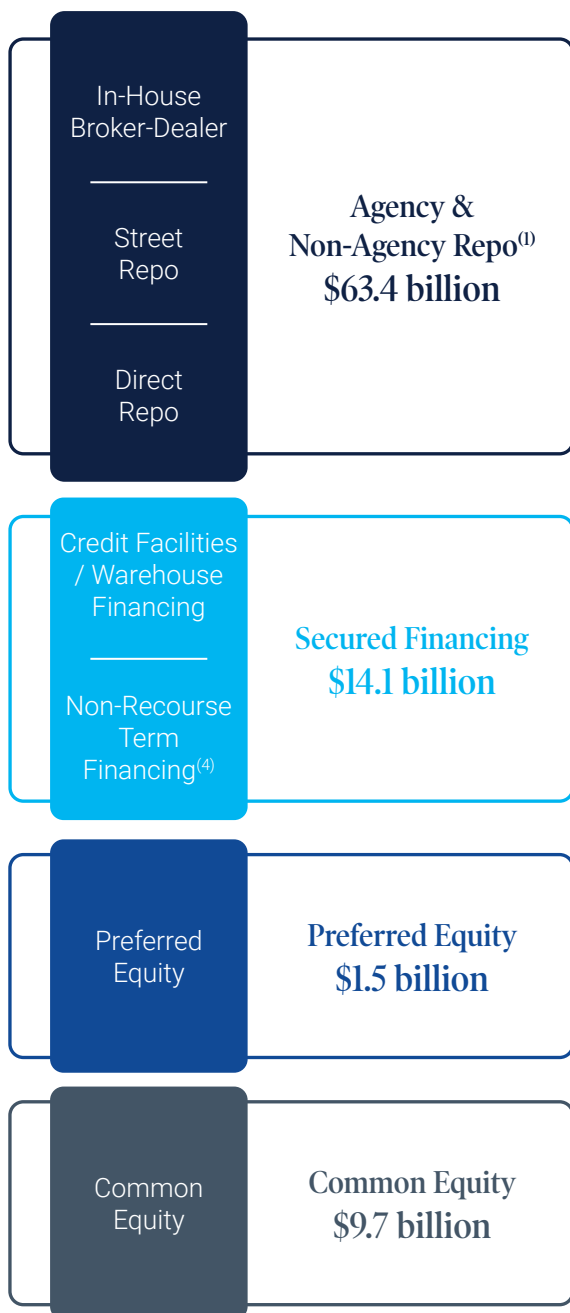 In-House
Broker-Dealer
Street
Repo
Direct
Repo
Agency &
Non-Agency Repo(1)
$63.4 billion
Credit Facilities
/ Warehouse
Financing
Non-Recourse
Term
Financing(4)
Secured Financing
$14.1 billion
Preferred
Equity
Preferred Equity
$1.5 billion
Common
Equity
Common Equity
$9.7 billion